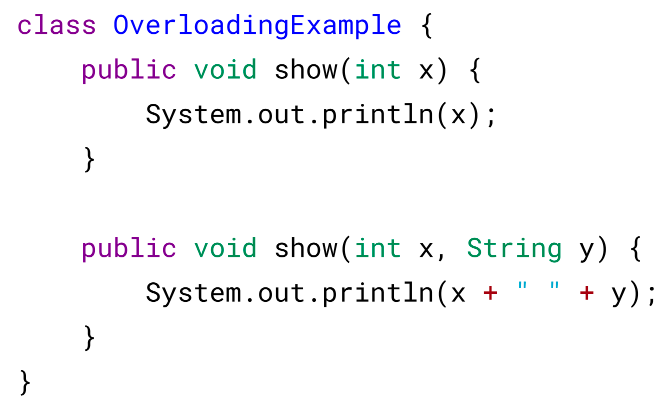 class OverloadingExample {
    public void show(int x) {
        System.out.println(x);
    }

    public void show(int x, String y) {
        System.out.println(x + " " + y);
    }
}